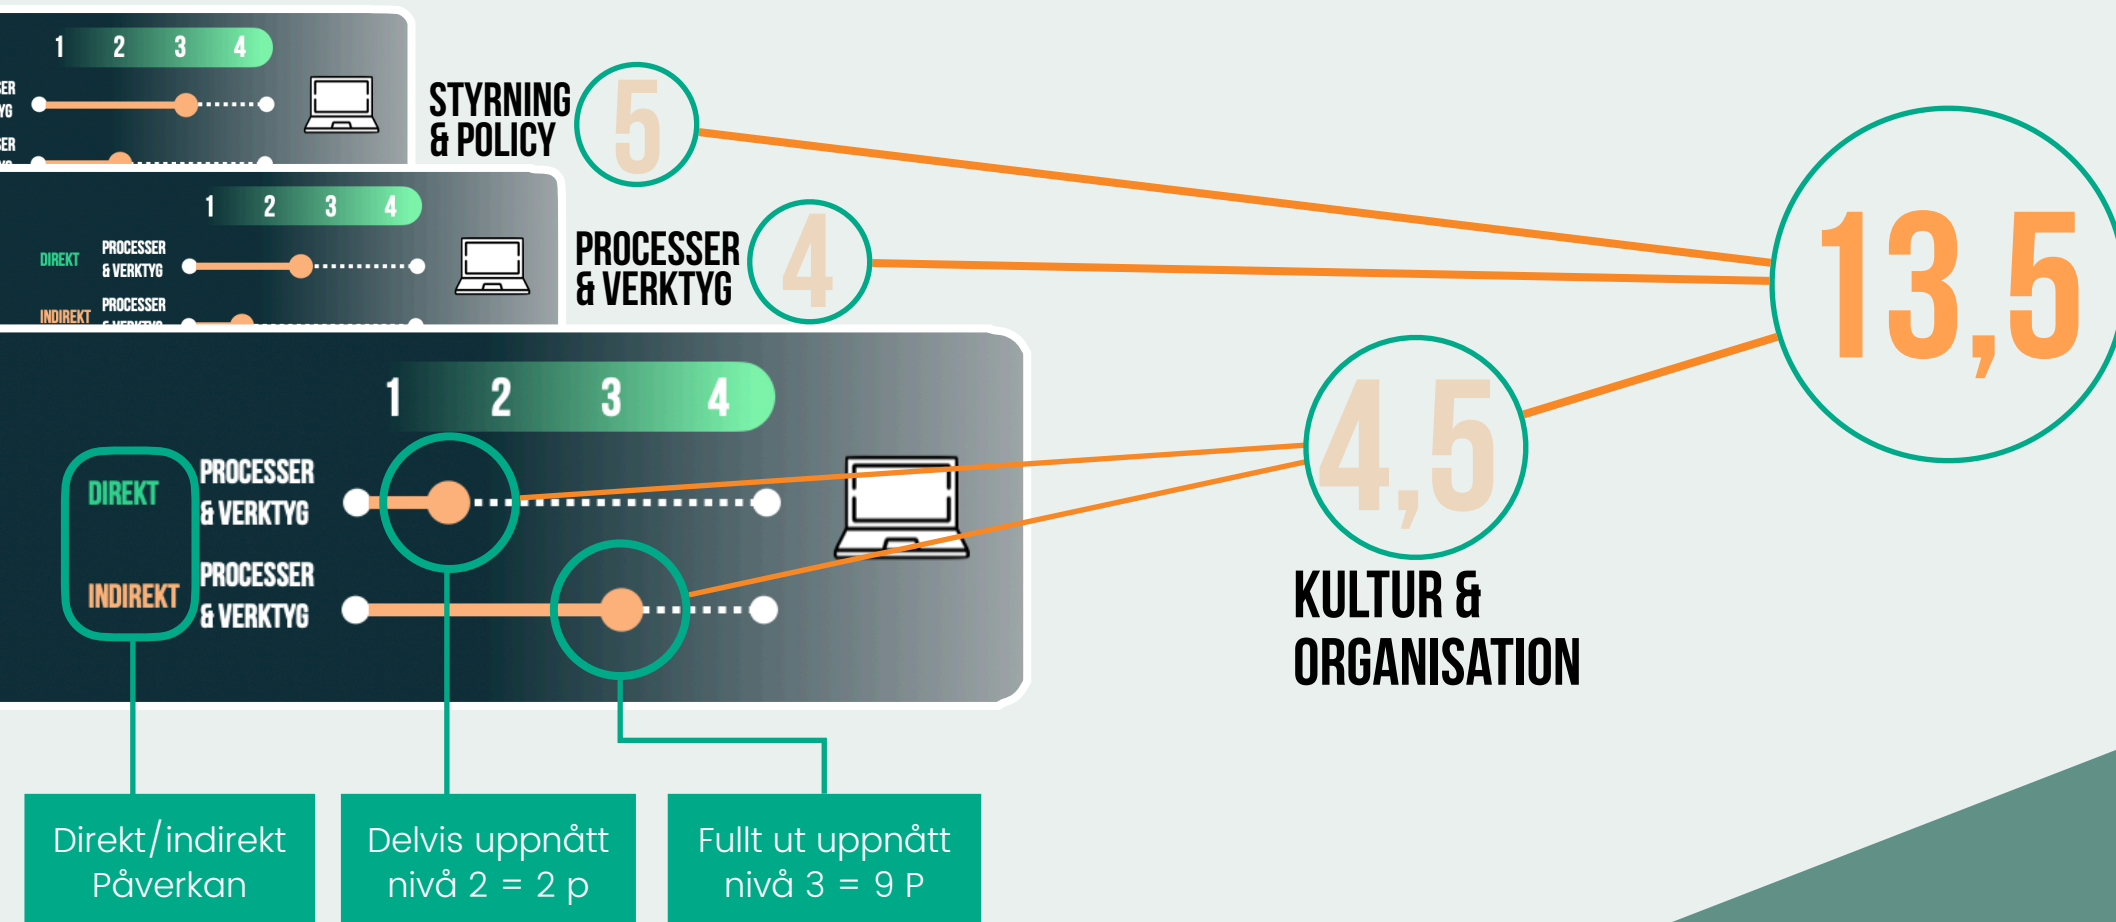 1 2 3 4
STYRNING
& POLICY
5
1 2 3 4
DIREKT PROCESSER
& VERKTYG
INDIREKT PROCESSER
PROCESSER
& VERKTYG
4
13,5
1 2 3 4
DIREKT PROCESSER
& VERKTYG
INDIREKT PROCESSER
& VERKTYG
4,5
KULTUR &
ORGANISATION
Direkt/indirekt
Påverkan
Delvis uppnått
nivå 2 = 2 p
Fullt ut uppnått
nivå 3 = 9 P